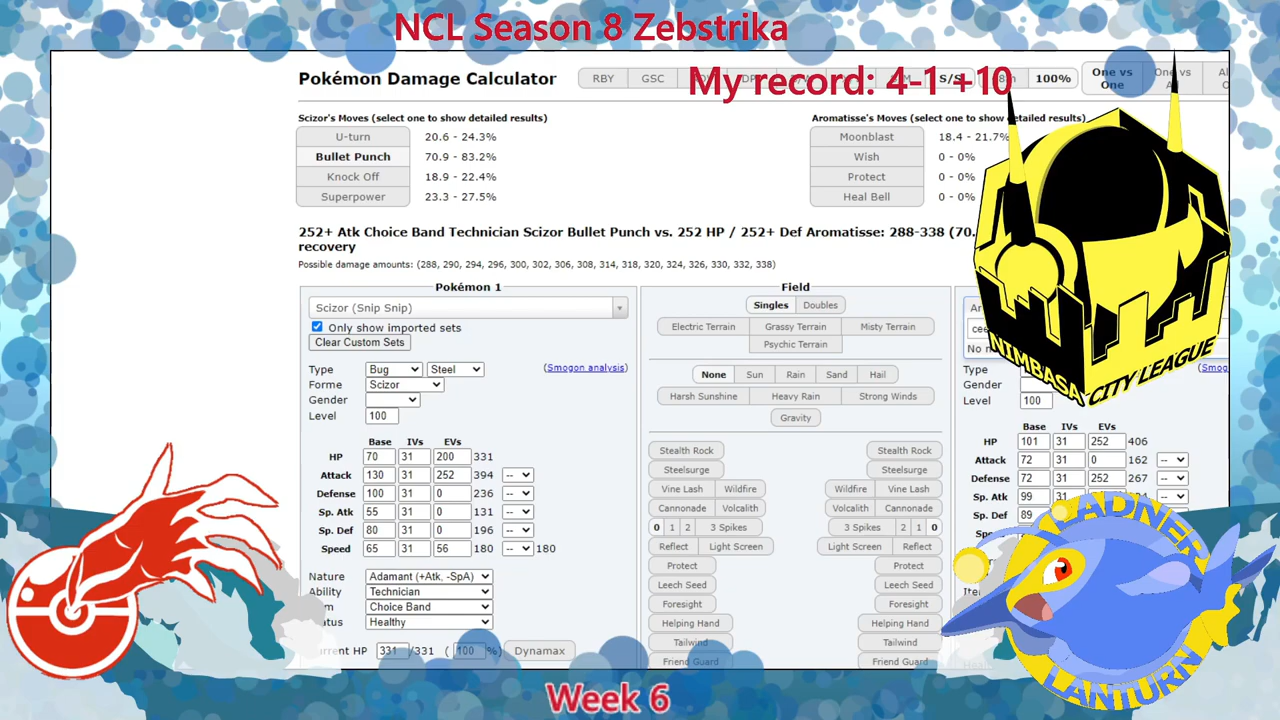 NCL Season 8 Zebstrika
My record: 4-1 +10
Pokémon Damage Calculator
RBY GSC S/S 100% One vs One
Scizor's Moves (select one to show detailed results)
U-turn 20.6 - 24.3%
Bullet Punch 70.9 - 83.2%
Knock Off 18.9 - 22.4%
Superpower 23.3 - 27.5%
Aromatisse's Moves (select one to show detailed results)
Moonblast 18.4 - 21.7%
Wish 0 - 0%
Protect 0 - 0%
Heal Bell 0 - 0%
252+ Atk Choice Band Technician Scizor Bullet Punch vs. 252 HP / 252+ Def Aromatisse: 288-338 (70.
recovery
Possible damage amounts: (288, 290, 294, 296, 300, 302, 306, 308, 314, 318, 320, 324, 326, 330, 332, 338)
Pokémon 1
Scizor (Snip Snip)
Only show imported sets
Clear Custom Sets
Type Bug Steel (Smogon analysis)
Forme Scizor
Gender
Level 100
Base IVs EVs
HP 70 31 200 331
Attack 130 31 252 394 --
Defense 100 31 0 236 --
Sp. Atk 55 31 0 131 --
Sp. Def 80 31 0 196 --
Speed 65 31 56 180 -- 180
Nature Adamant (+Atk, -SpA)
Ability Technician
Choice Band
Healthy
HP 331 /331 ( 100 %) Dynamax
Field
Singles Doubles
Electric Terrain Grassy Terrain Misty Terrain
Psychic Terrain
None Sun Rain Sand Hail
Harsh Sunshine Heavy Rain Strong Winds
Gravity
Stealth Rock Stealth Rock
Steelsurge Steelsurge
Vine Lash Wildfire Wildfire Vine Lash
Cannonade Volcalith Volcalith Cannonade
0 1 2 3 Spikes 3 Spikes 2 1 0
Reflect Light Screen Light Screen Reflect
Protect Protect
Leech Seed Leech Seed
Foresight Foresight
Helping Hand Helping Hand
Tailwind Tailwind
Friend Guard Friend Guard
Type
Gender
Level 100
Base IVs EVs
HP 101 31 252 406
Attack 72 31 0 162 --
Defense 72 31 252 267 --
Sp. Atk 99
Sp. Def 89
NIMBASA CITY LEAGUE
LADNER
LANTURN
Week 6